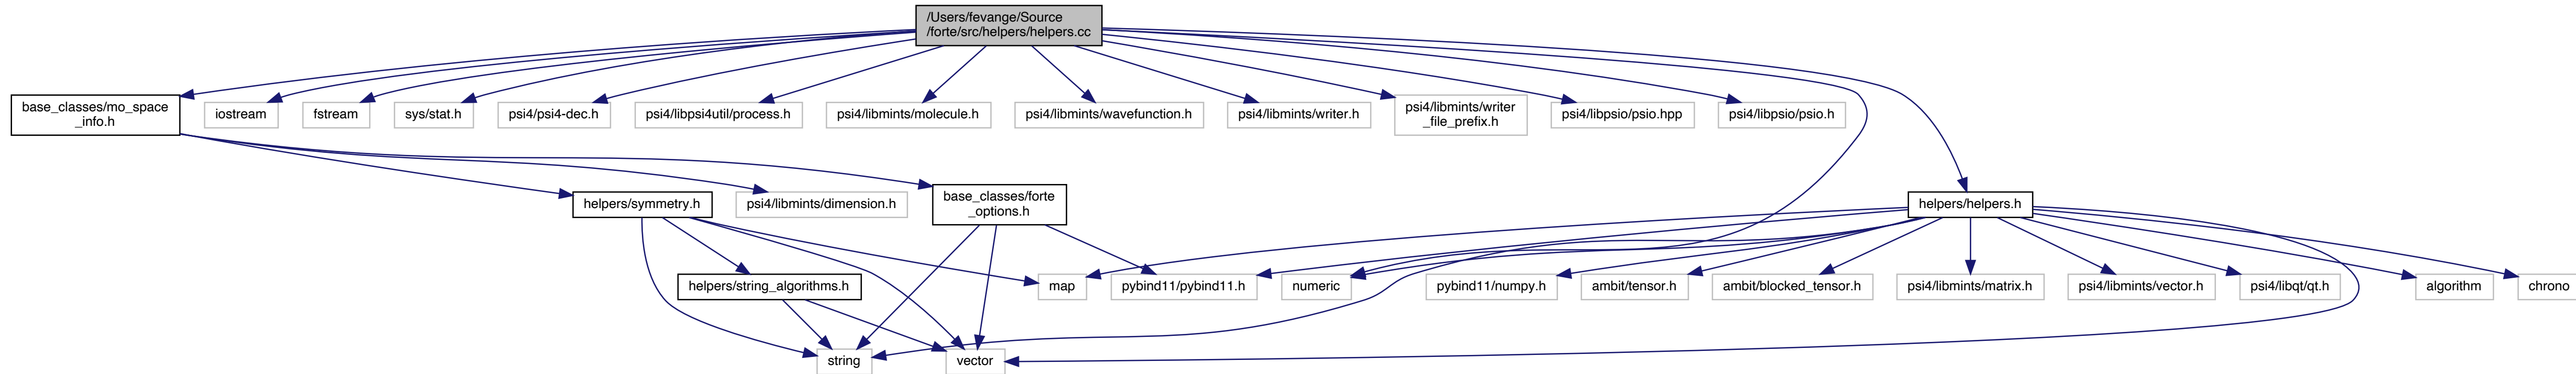 /Users/fevange/Source
/forte/src/helpers/helpers.cc
base_classes/mo_space
_info.h
iostream
fstream
sys/stat.h
psi4/psi4-dec.h
psi4/libpsi4util/process.h
psi4/libmints/molecule.h
psi4/libmints/wavefunction.h
psi4/libmints/writer.h
psi4/libmints/writer
_file_prefix.h
psi4/libpsio/psio.hpp
psi4/libpsio/psio.h
helpers/symmetry.h
psi4/libmints/dimension.h
base_classes/forte
_options.h
helpers/helpers.h
helpers/string_algorithms.h
map
pybind11/pybind11.h
numeric
pybind11/numpy.h
ambit/tensor.h
ambit/blocked_tensor.h
psi4/libmints/matrix.h
psi4/libmints/vector.h
psi4/libqt/qt.h
algorithm
chrono
string
vector